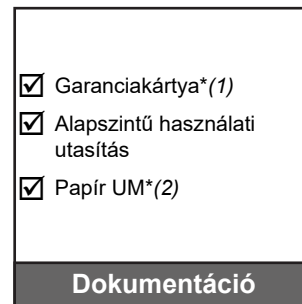 ☑ Garanciakártya*(1)
☑ Alapszintű használati
utasítás
☑ Papír UM*(2)
Dokumentáció